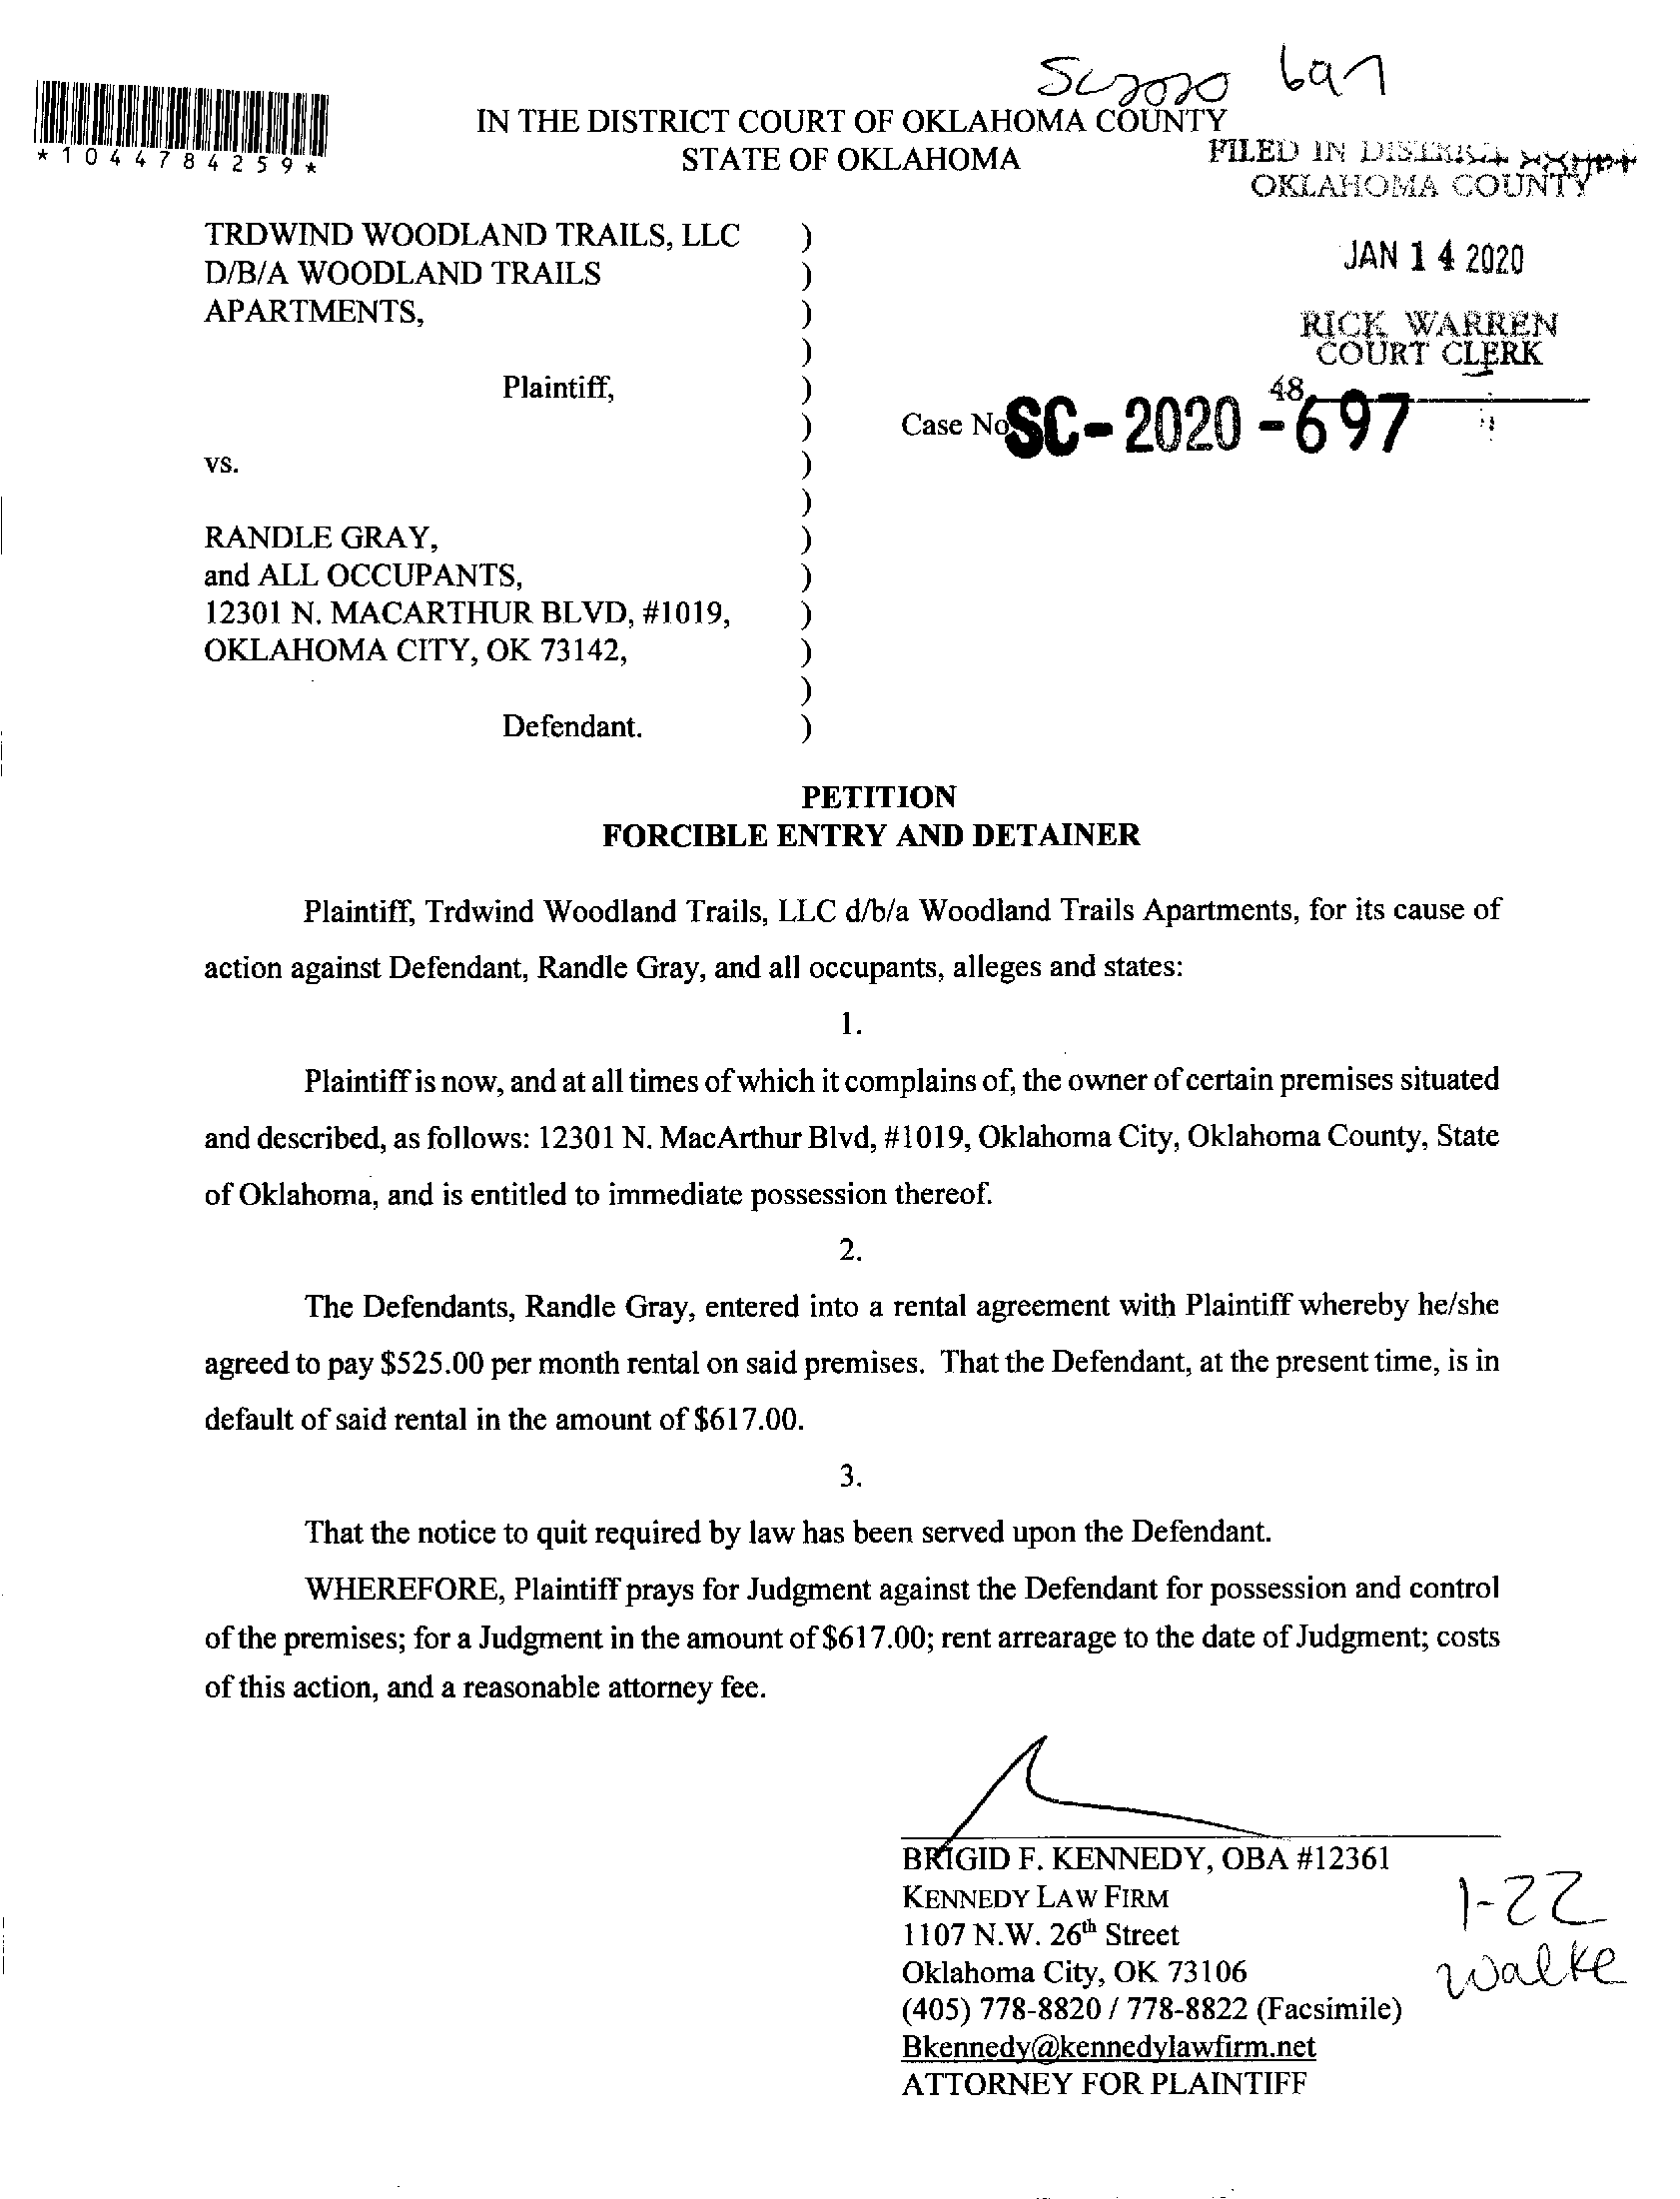 SC2020 697
*1044784259*
IN THE DISTRICT COURT OF OKLAHOMA COUNTY
STATE OF OKLAHOMA
FILED IN DISTRICT COURT
OKLAHOMA COUNTY
JAN 14 2020
RICK WARREN
COURT CLERK
48
TRDWIND WOODLAND TRAILS, LLC )
D/B/A WOODLAND TRAILS )
APARTMENTS, )
)
Plaintiff, )
) Case No SC-2020-697
vs. )
)
RANDLE GRAY, )
and ALL OCCUPANTS, )
12301 N. MACARTHUR BLVD, #1019, )
OKLAHOMA CITY, OK 73142, )
)
Defendant. )
PETITION
FORCIBLE ENTRY AND DETAINER
Plaintiff, Trdwind Woodland Trails, LLC d/b/a Woodland Trails Apartments, for its cause of
action against Defendant, Randle Gray, and all occupants, alleges and states:
1.
Plaintiff is now, and at all times of which it complains of, the owner of certain premises situated
and described, as follows: 12301 N. MacArthur Blvd, #1019, Oklahoma City, Oklahoma County, State
of Oklahoma, and is entitled to immediate possession thereof.
2.
The Defendants, Randle Gray, entered into a rental agreement with Plaintiff whereby he/she
agreed to pay $525.00 per month rental on said premises. That the Defendant, at the present time, is in
default of said rental in the amount of $617.00.
3.
That the notice to quit required by law has been served upon the Defendant.
WHEREFORE, Plaintiff prays for Judgment against the Defendant for possession and control
of the premises; for a Judgment in the amount of $617.00; rent arrearage to the date of Judgment; costs
of this action, and a reasonable attorney fee.
BRIGID F. KENNEDY, OBA #12361
KENNEDY LAW FIRM
1107 N.W. 26th Street
Oklahoma City, OK 73106
(405) 778-8820 / 778-8822 (Facsimile)
Bkennedy@kennedylawfirm.net
ATTORNEY FOR PLAINTIFF
1-22
Walke